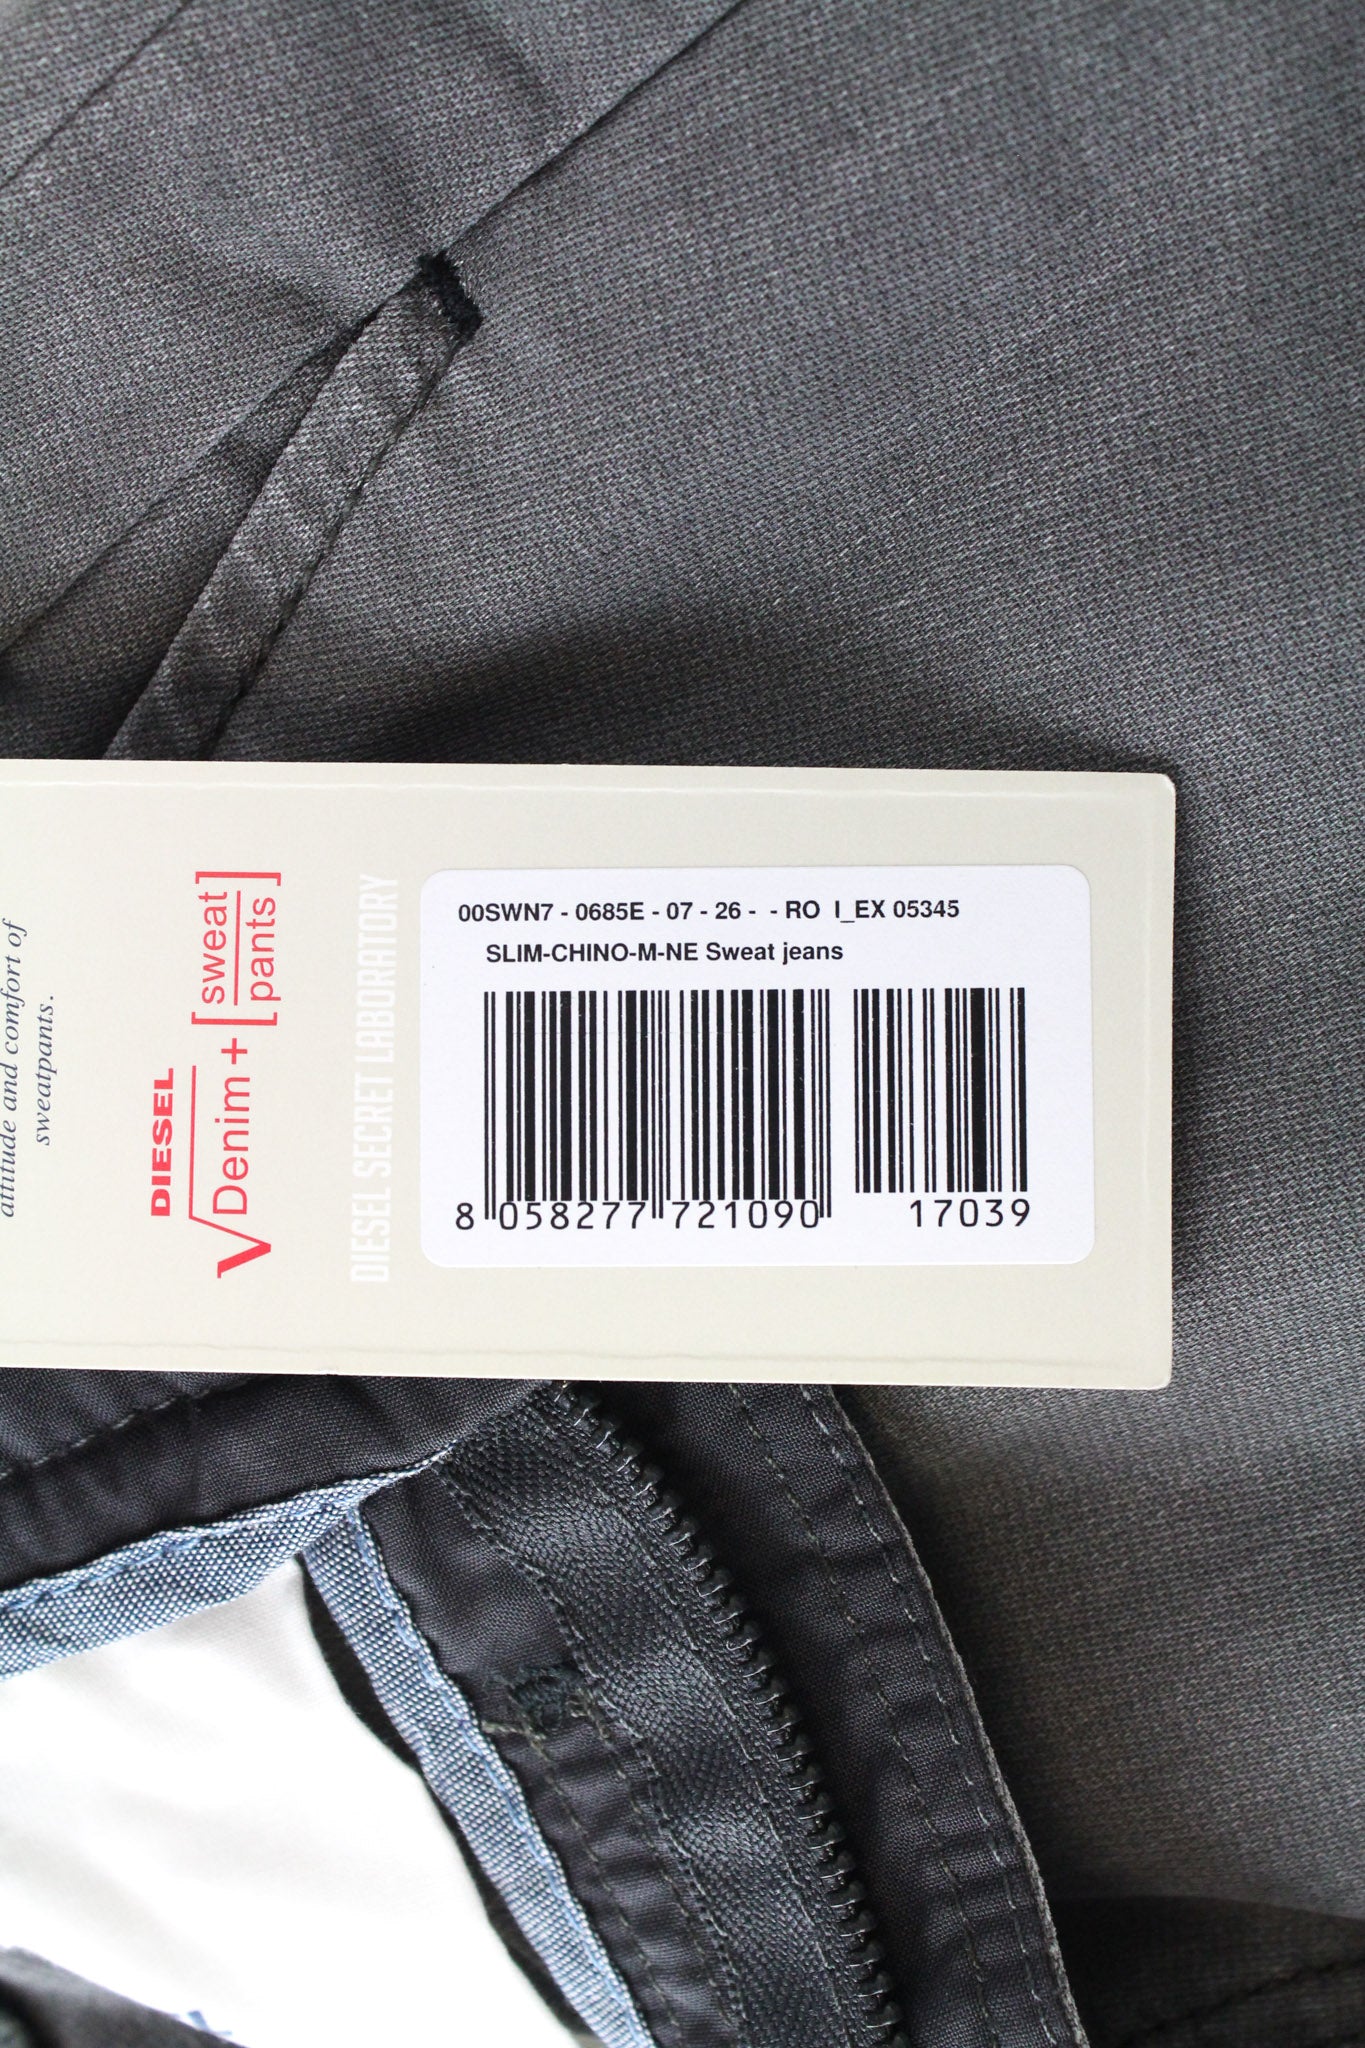 attitude and comfort of
sweatpants.
DIESEL
√Denim + [sweat
pants]
DIESEL SECRET LABORATORY
00SWN7 - 0685E - 07 - 26 -  - RO  I_EX 05345
SLIM-CHINO-M-NE Sweat jeans
8 058277 721090 17039